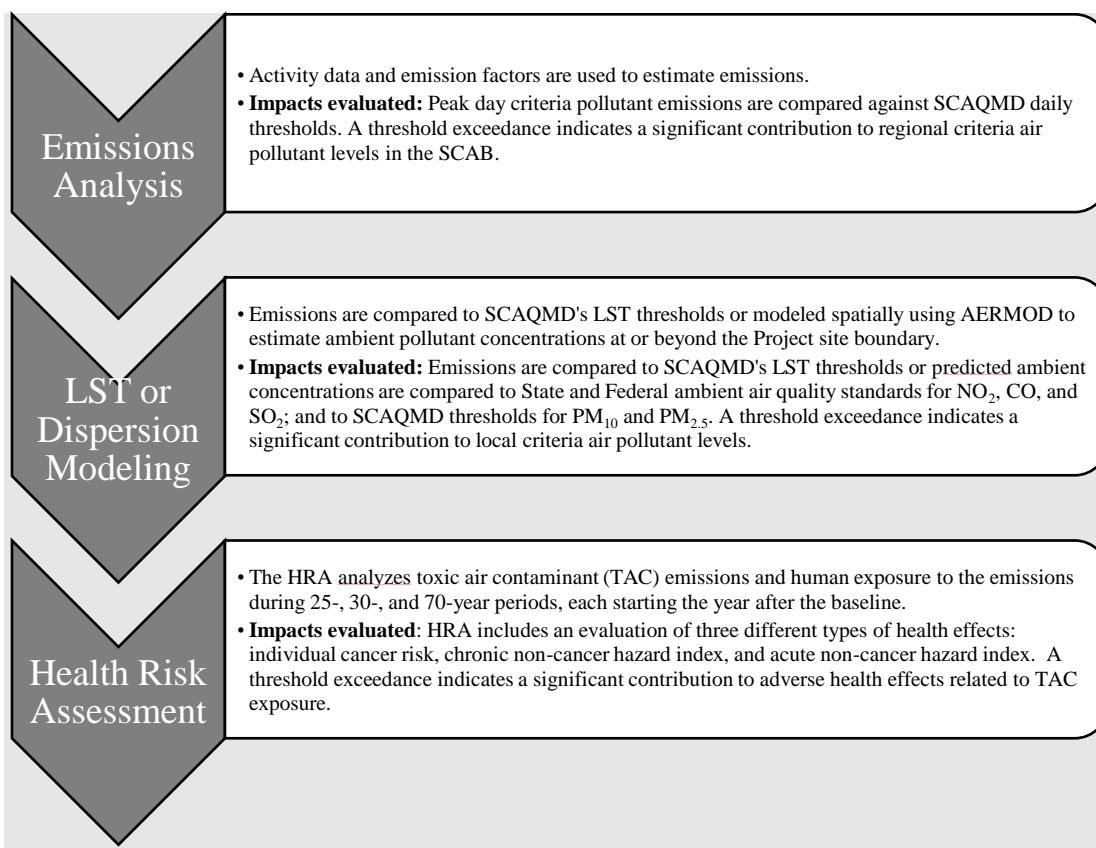 Emissions
Analysis
• Activity data and emission factors are used to estimate emissions.
• Impacts evaluated: Peak day criteria pollutant emissions are compared against SCAQMD daily
thresholds. A threshold exceedance indicates a significant contribution to regional criteria air
pollutant levels in the SCAB.
LST or
Dispersion
Modeling
• Emissions are compared to SCAQMD's LST thresholds or modeled spatially using AERMOD to
estimate ambient pollutant concentrations at or beyond the Project site boundary.
• Impacts evaluated: Emissions are compared to SCAQMD's LST thresholds or predicted ambient
concentrations are compared to State and Federal ambient air quality standards for NO₂, CO, and
SO₂; and to SCAQMD thresholds for PM₁₀ and PM₂.₅. A threshold exceedance indicates a
significant contribution to local criteria air pollutant levels.
Health Risk
Assessment
• The HRA analyzes toxic air contaminant (TAC) emissions and human exposure to the emissions
during 25-, 30-, and 70-year periods, each starting the year after the baseline.
• Impacts evaluated: HRA includes an evaluation of three different types of health effects:
individual cancer risk, chronic non-cancer hazard index, and acute non-cancer hazard index.  A
threshold exceedance indicates a significant contribution to adverse health effects related to TAC
exposure.